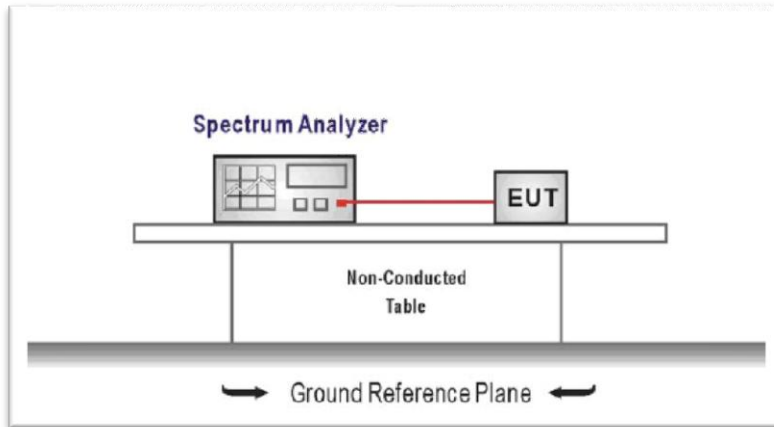 Spectrum Analyzer
EUT
Non-Conducted
Table
Ground Reference Plane